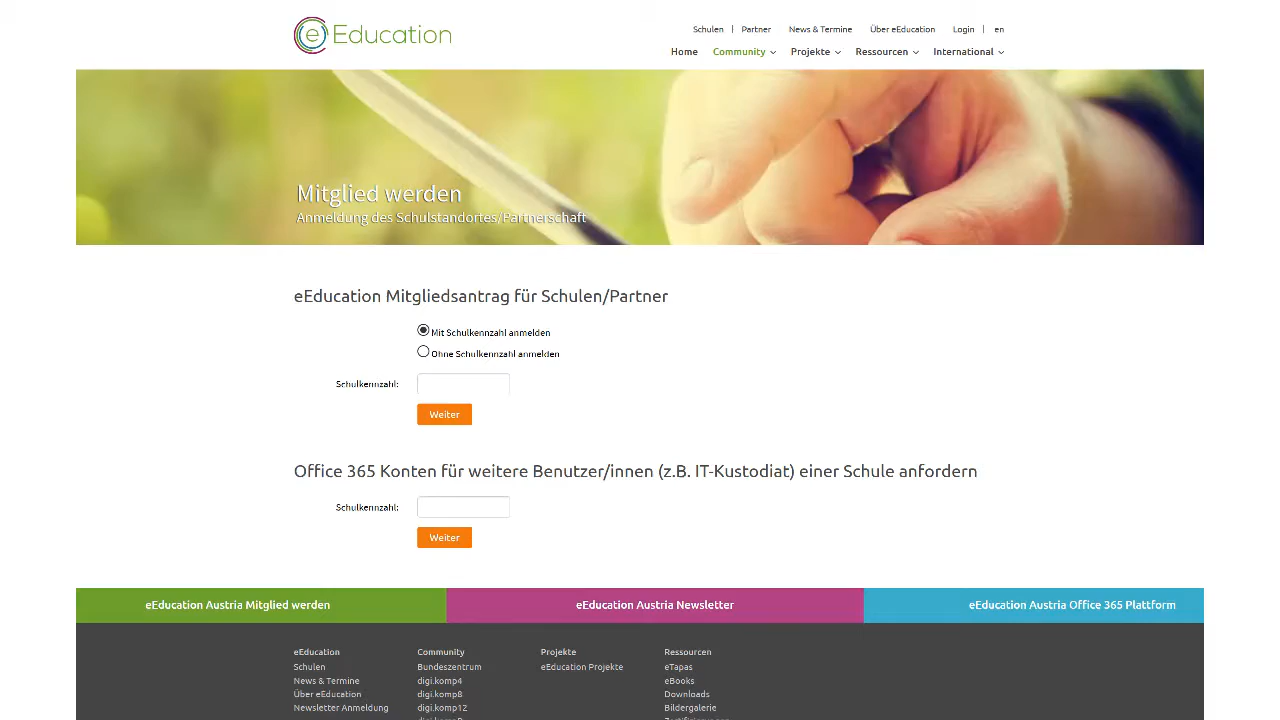 e Education
Schulen | Partner News & Termine Über eEducation Login | en
Home Community Projekte Ressourcen International
Mitglied werden
Anmeldung des Schulstandortes/Partnerschaft
eEducation Mitgliedsantrag für Schulen/Partner
Mit Schulkennzahl anmelden
Ohne Schulkennzahl anmelden
Schulkennzahl:
Weiter
Office 365 Konten für weitere Benutzer/innen (z.B. IT-Kustodiat) einer Schule anfordern
Schulkennzahl:
Weiter
eEducation Austria Mitglied werden eEducation Austria Newsletter eEducation Austria Office 365 Plattform
eEducation Community Projekte Ressourcen
Schulen Bundeszentrum eEducation Projekte eTapas
News & Termine digi.komp4 eBooks
Über eEducation digi.komp8 Downloads
Newsletter Anmeldung digi.komp12 Bildergalerie